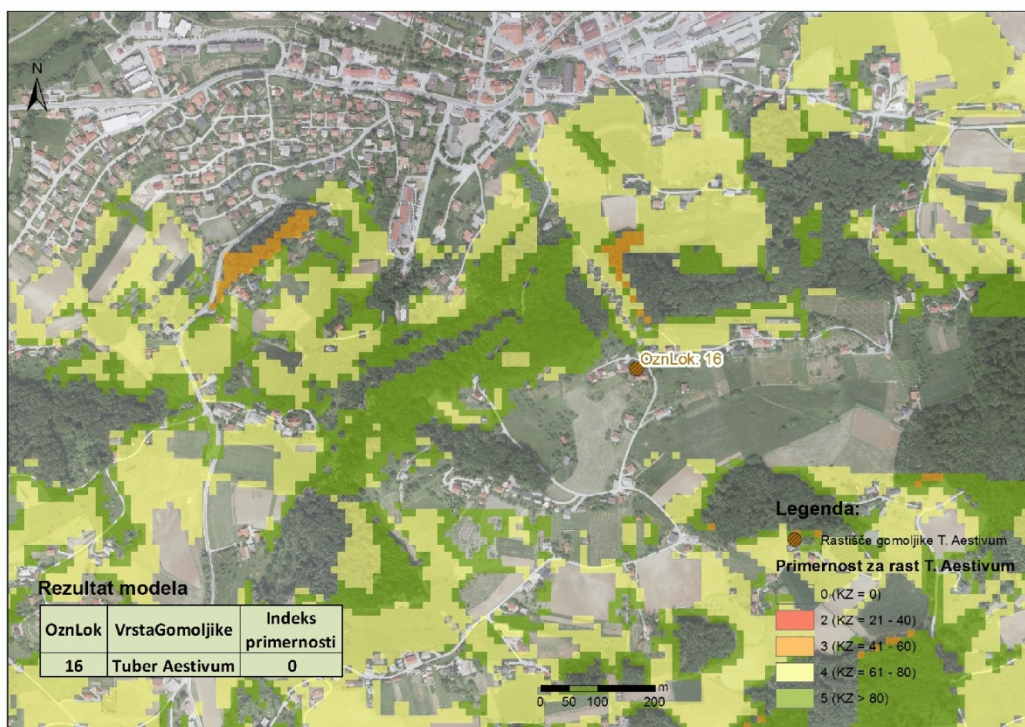 N
OznLok: 16
Legenda:
Rastišče gomoljike T. Aestivum
Primernost za rast T. Aestivum
0 (KZ = 0)
2 (KZ = 21 - 40)
3 (KZ = 41 - 60)
4 (KZ = 61 - 80)
5 (KZ > 80)
Rezultat modela
OznLok VrstaGomoljike Indeks primernosti
16 Tuber Aestivum 0
m
0 50 100 200